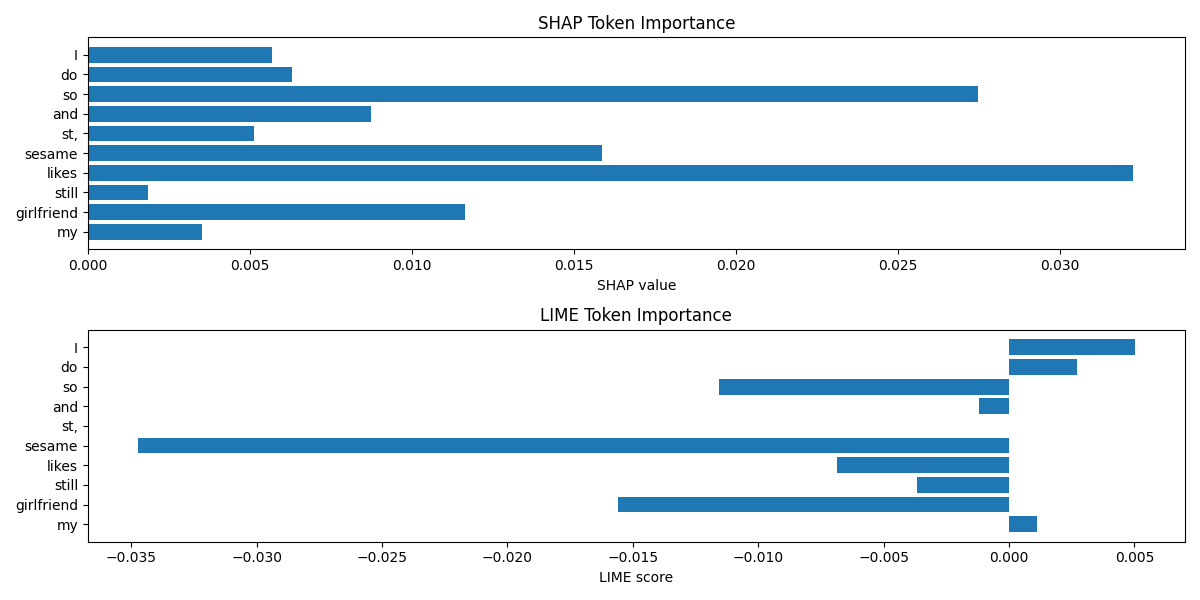 SHAP Token Importance
I
do
so
and
st,
sesame
likes
still
girlfriend
my
0.000 0.005 0.010 0.015 0.020 0.025 0.030
SHAP value
LIME Token Importance
I
do
so
and
st,
sesame
likes
still
girlfriend
my
−0.035 −0.030 −0.025 −0.020 −0.015 −0.010 −0.005 0.000 0.005
LIME score